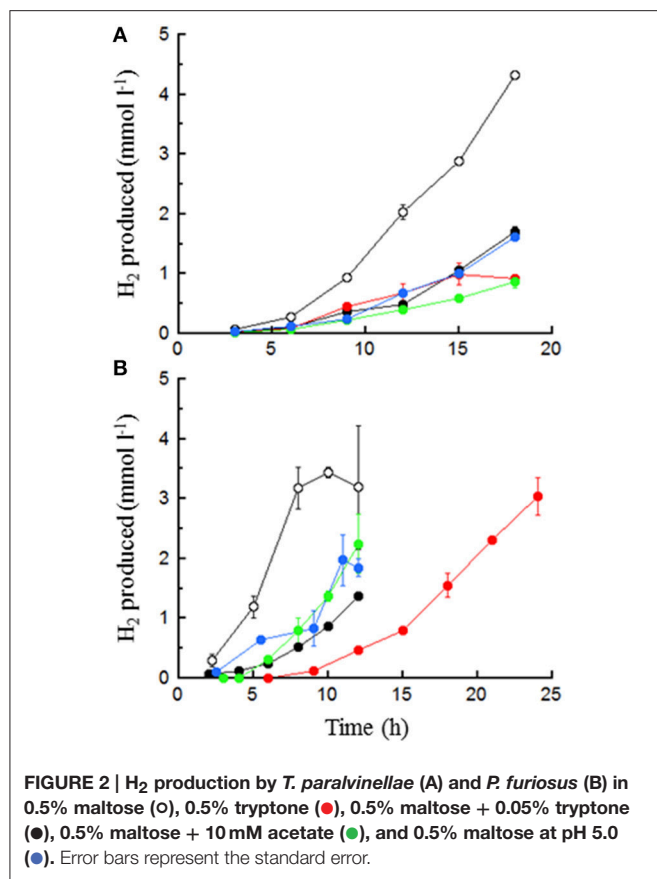 A
5
4
3
2
1
0
H₂ produced (mmol l⁻¹)
0 5 10 15 20
B
5
4
3
2
1
0
H₂ produced (mmol l⁻¹)
0 5 10 15 20 25
Time (h)
FIGURE 2 | H₂ production by T. paralvinellae (A) and P. furiosus (B) in
0.5% maltose (○), 0.5% tryptone (●), 0.5% maltose + 0.05% tryptone
(●), 0.5% maltose + 10 mM acetate (●), and 0.5% maltose at pH 5.0
(●). Error bars represent the standard error.